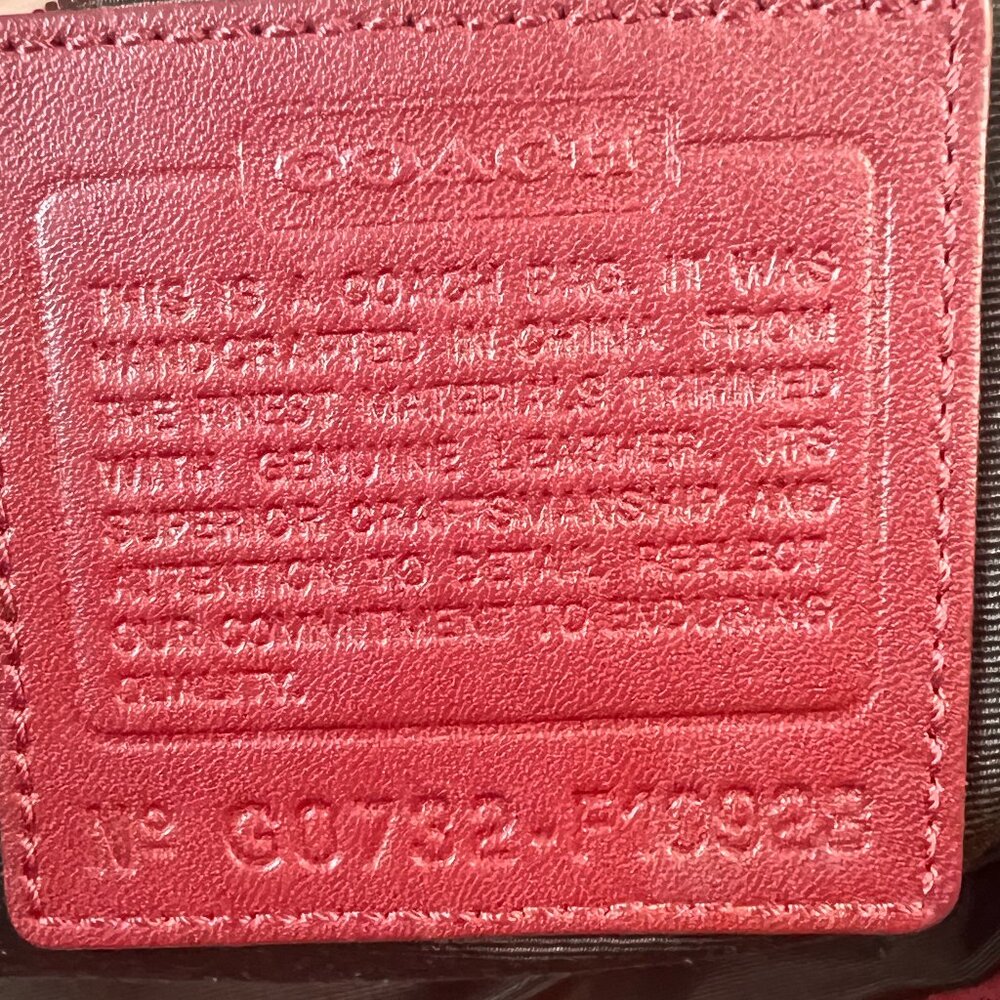 COACH
THIS IS A COACH BAG. IT WAS
HANDCRAFTED IN CHINA FROM
THE FINEST MATERIALS TRIMMED
WITH GENUINE LEATHER. ITS
SUPERIOR CRAFTSMANSHIP AND
ATTENTION TO DETAIL REFLECT
OUR COMMITMENT TO ENDURING
QUALITY.
Nº G0732-F10928